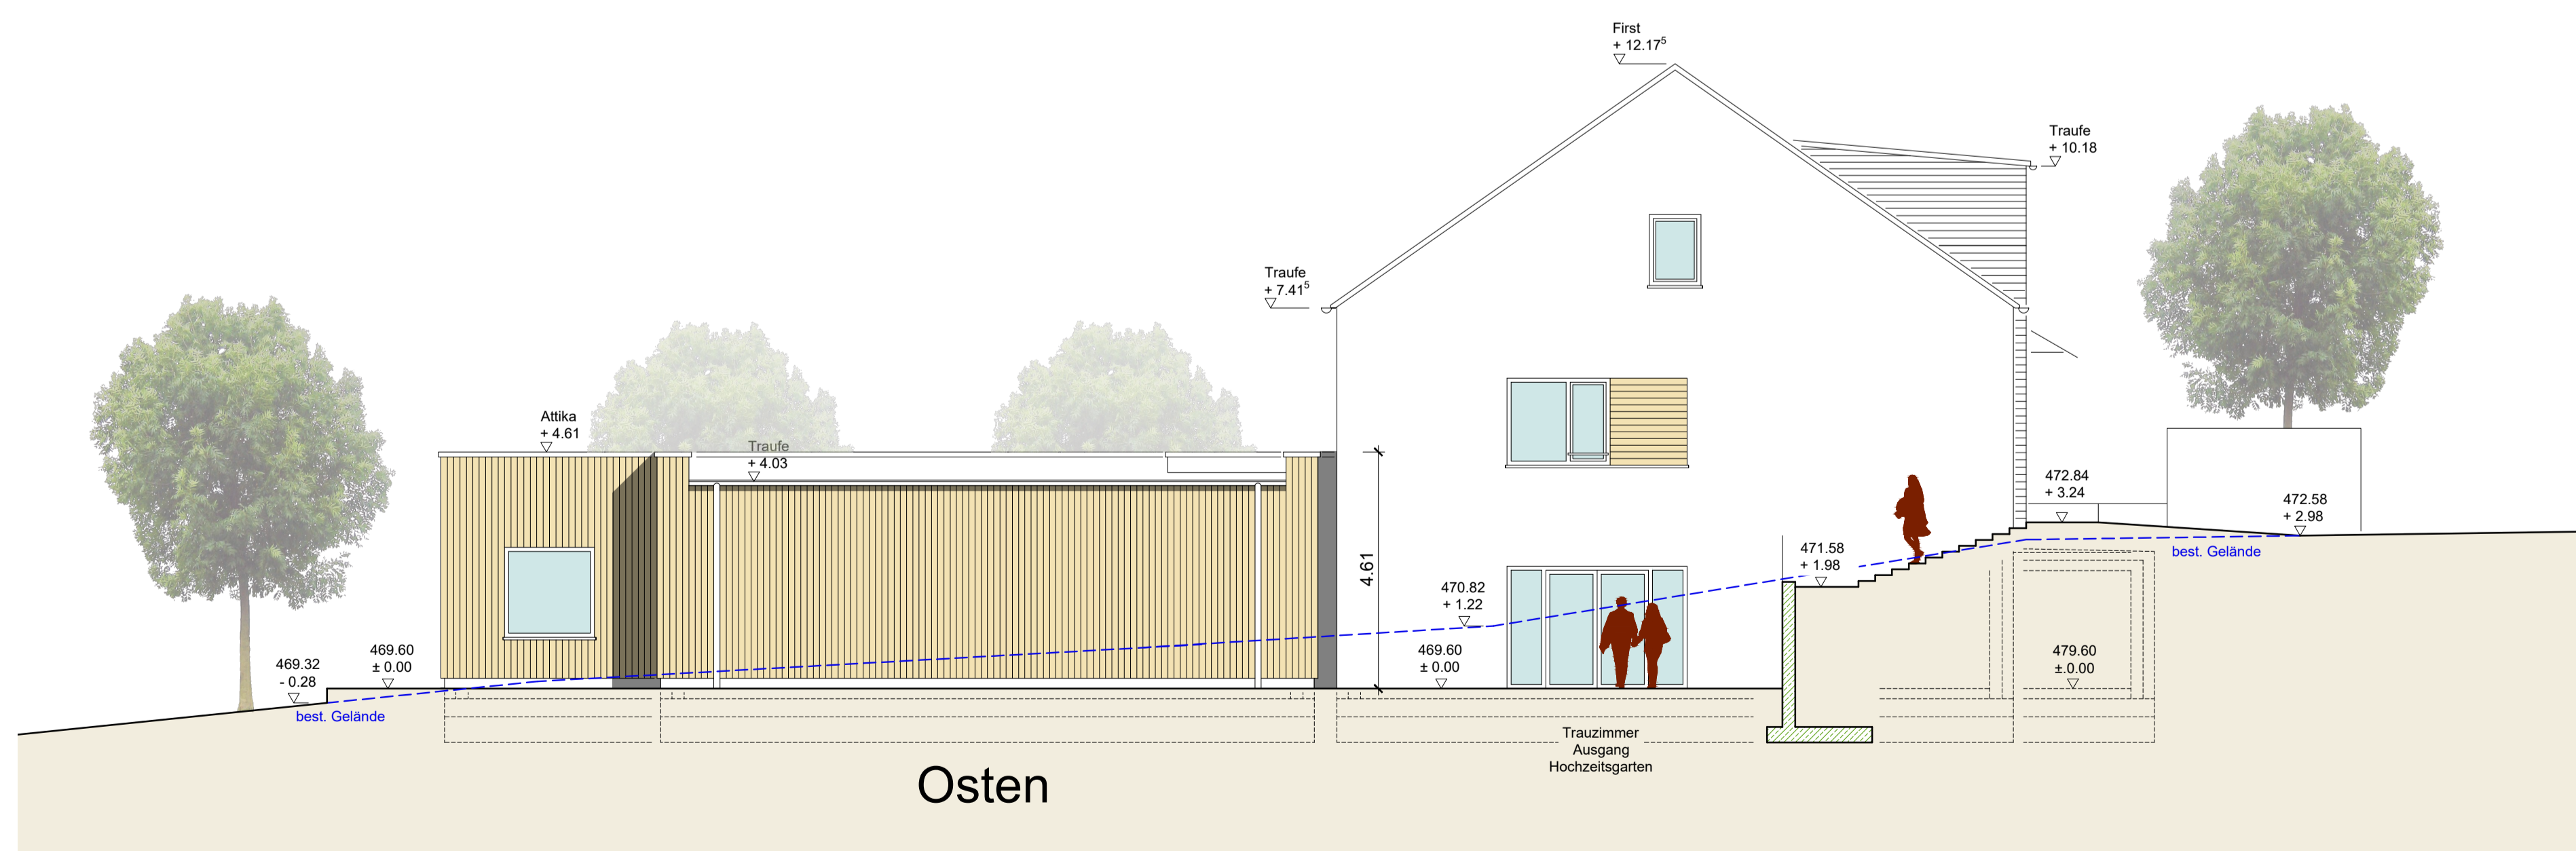 First
+ 12.17⁵
Traufe
+ 10.18
Traufe
+ 7.41⁵
Attika
+ 4.61
Traufe
+ 4.03
4.61
472.84
+ 3.24
472.58
+ 2.98
best. Gelände
471.58
+ 1.98
470.82
+ 1.22
469.60
± 0.00
479.60
±.0.00
469.32
- 0.28
469.60
± 0.00
best. Gelände
Trauzimmer
Ausgang
Hochzeitsgarten
Osten